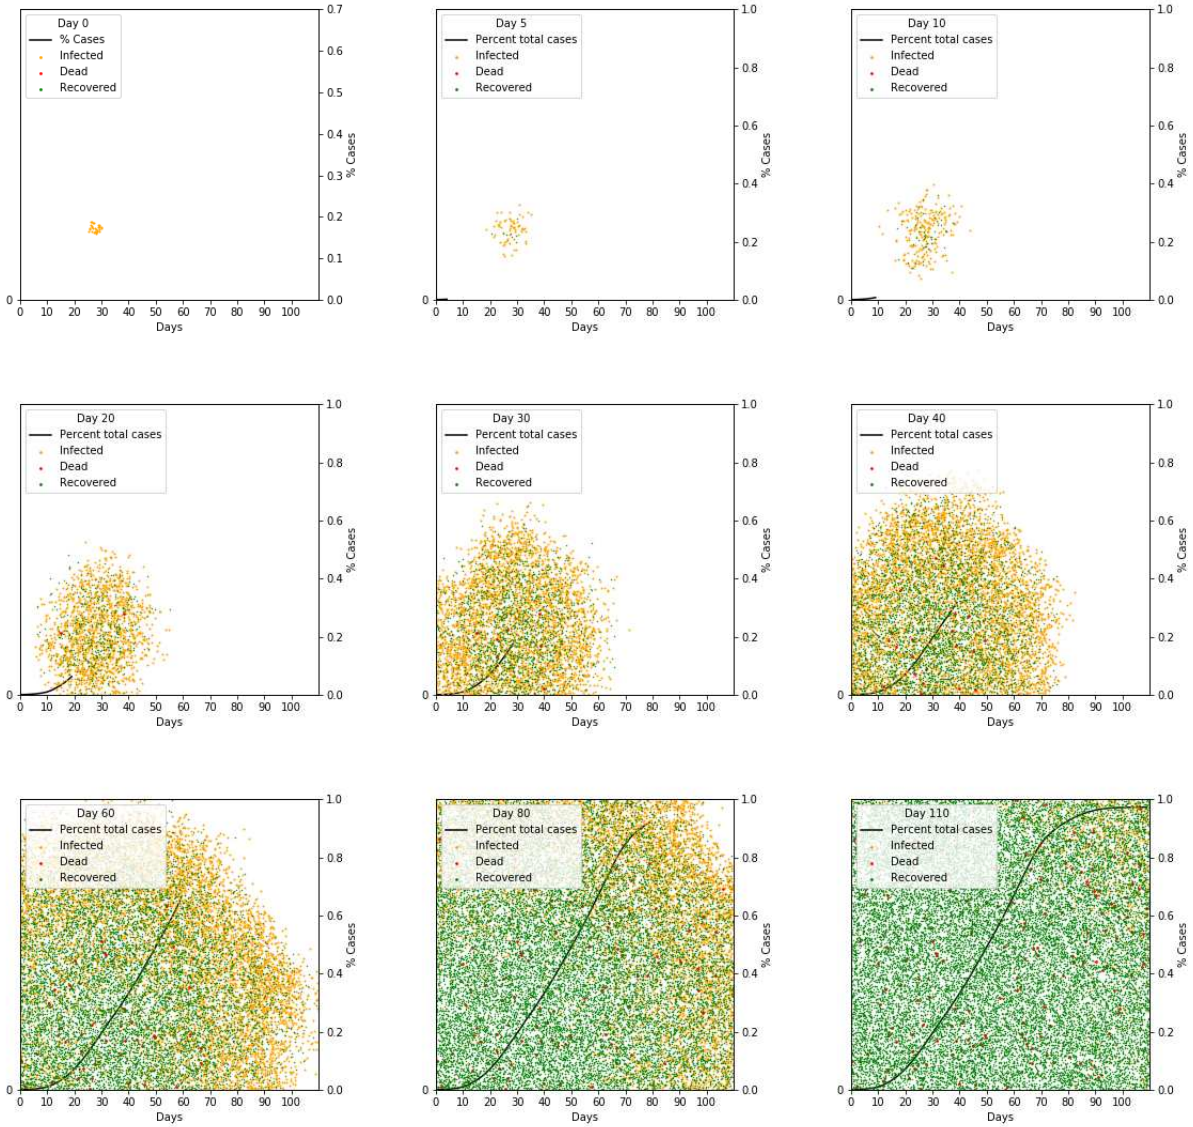 Day 0
% Cases
Infected
Dead
Recovered
0.7
0.6
0.5
0.4
0.3
0.2
0.1
0.0
% Cases
0
0 10 20 30 40 50 60 70 80 90 100
Days
Day 5
Percent total cases
Infected
Dead
Recovered
1.0
0.8
0.6
0.4
0.2
0.0
% Cases
0
0 10 20 30 40 50 60 70 80 90 100
Days
Day 10
Percent total cases
Infected
Dead
Recovered
1.0
0.8
0.6
0.4
0.2
0.0
% Cases
0
0 10 20 30 40 50 60 70 80 90 100
Days
Day 20
Percent total cases
Infected
Dead
Recovered
1.0
0.8
0.6
0.4
0.2
0.0
% Cases
0
0 10 20 30 40 50 60 70 80 90 100
Days
Day 30
Percent total cases
Infected
Dead
Recovered
1.0
0.8
0.6
0.4
0.2
0.0
% Cases
0
0 10 20 30 40 50 60 70 80 90 100
Days
Day 40
Percent total cases
Infected
Dead
Recovered
1.0
0.8
0.6
0.4
0.2
0.0
% Cases
0
0 10 20 30 40 50 60 70 80 90 100
Days
Day 60
Percent total cases
Infected
Dead
Recovered
1.0
0.8
0.6
0.4
0.2
0.0
% Cases
0
0 10 20 30 40 50 60 70 80 90 100
Days
Day 80
Percent total cases
Infected
Dead
Recovered
1.0
0.8
0.6
0.4
0.2
0.0
% Cases
0
0 10 20 30 40 50 60 70 80 90 100
Days
Day 110
Percent total cases
Infected
Dead
Recovered
1.0
0.8
0.6
0.4
0.2
0.0
% Cases
0
0 10 20 30 40 50 60 70 80 90 100
Days